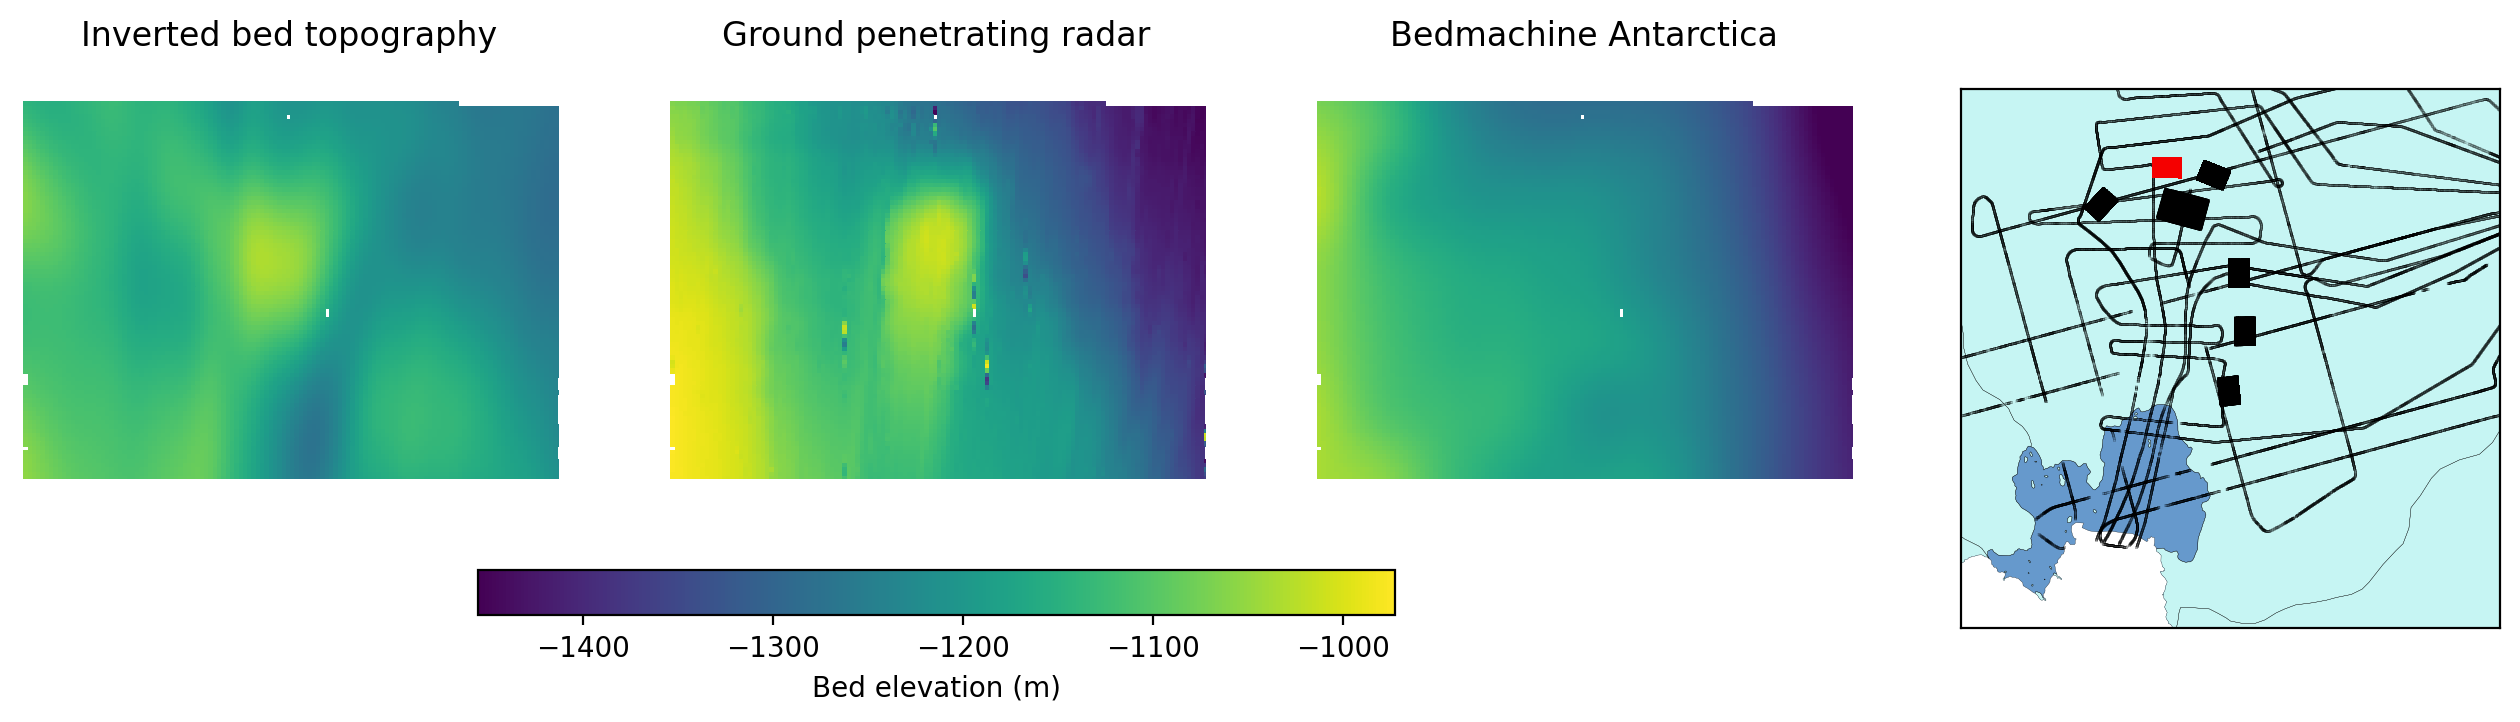 Inverted bed topography
Ground penetrating radar
Bedmachine Antarctica
−1400 −1300 −1200 −1100 −1000
Bed elevation (m)